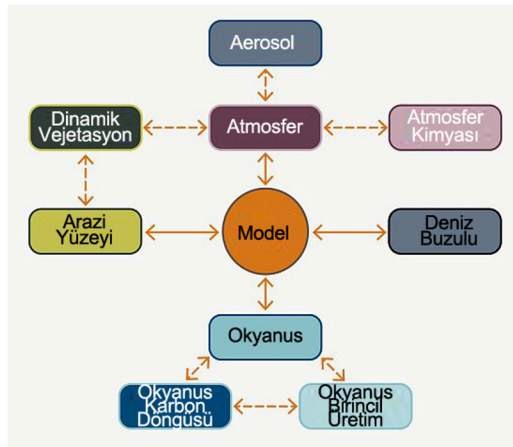 Aerosol
Dinamik
Vejetasyon
Atmosfer
Atmosfer
Kimyası
Arazi
Yüzeyi
Model
Deniz
Buzulu
Okyanus
Okyanus
Karbon
Döngüsü
Okyanus
Birincil
Üretim